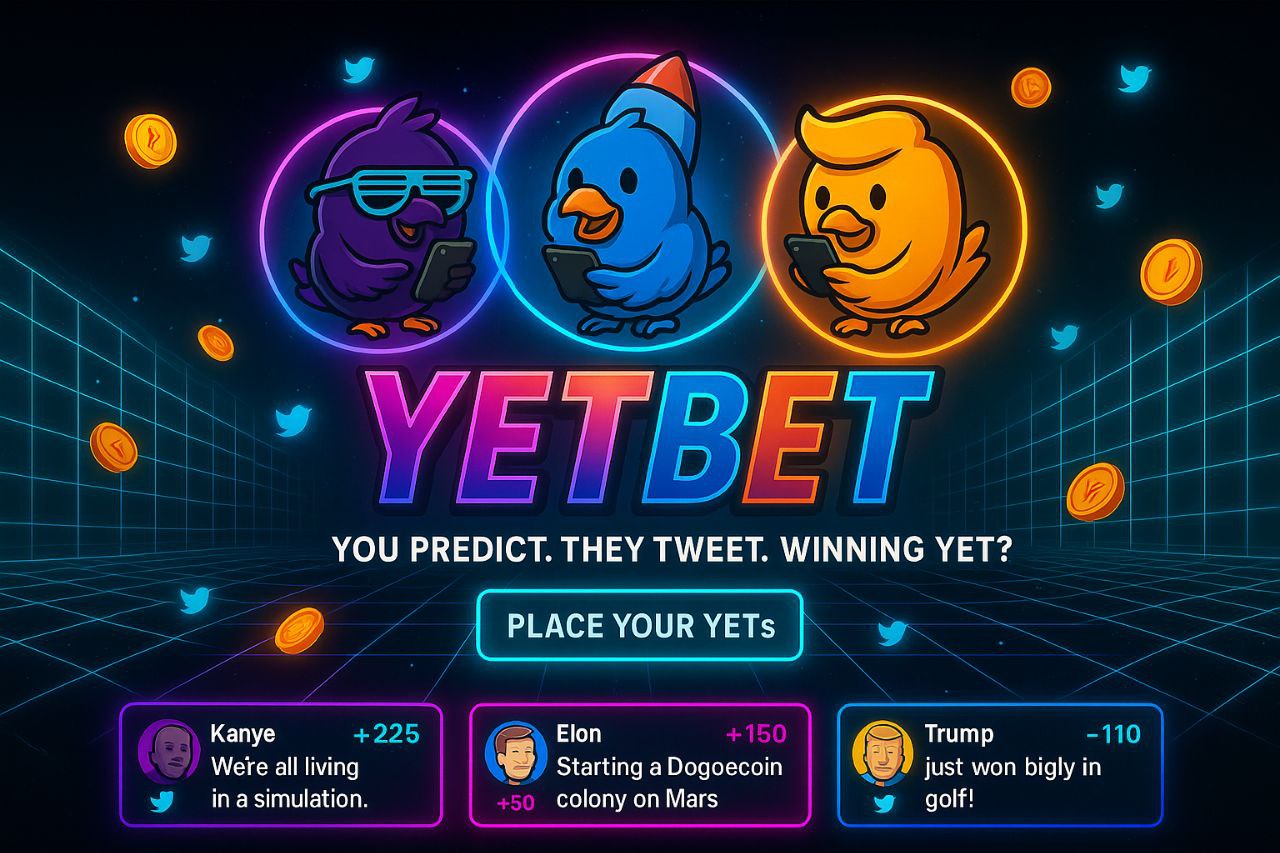 YETBET
YOU PREDICT. THEY TWEET. WINNING YET?
PLACE YOUR YETs
Kanye +225
We're all living
in a simulation.
Elon +150
Starting a Dogoecoin
+50 colony on Mars
Trump -110
just won bigly in
golf!